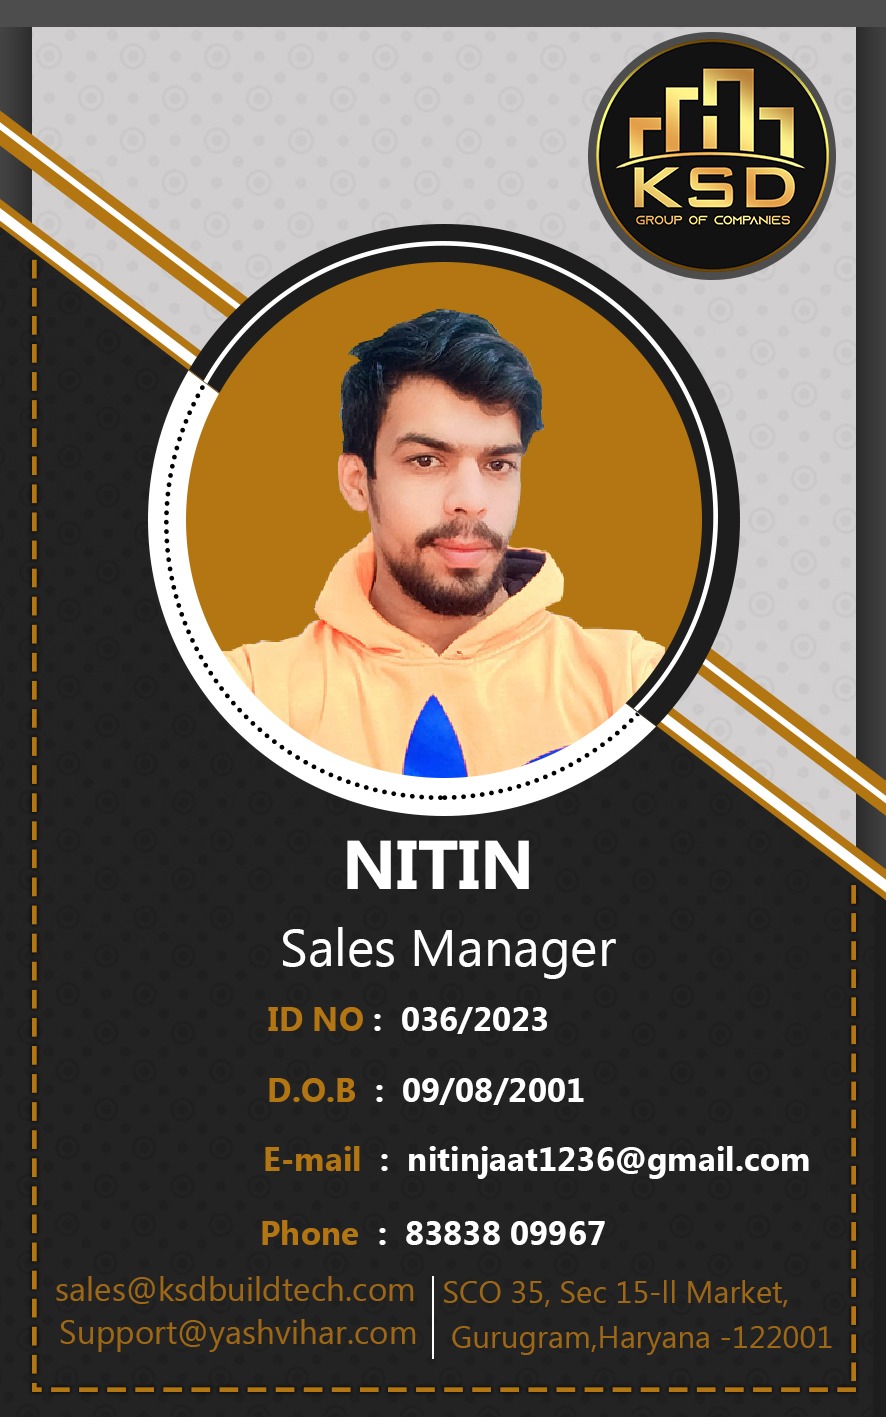 KSD
GROUP OF COMPANIES
NITIN
Sales Manager
ID NO : 036/2023
D.O.B : 09/08/2001
E-mail : nitinjaat1236@gmail.com
Phone : 83838 09967
sales@ksdbuildtech.com
Support@yashvihar.com
SCO 35, Sec 15-ll Market,
Gurugram,Haryana -122001